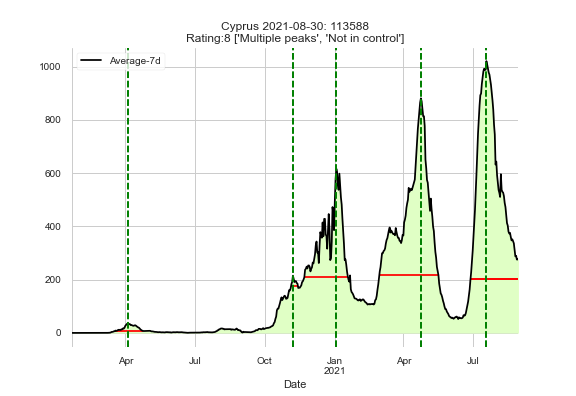 Cyprus 2021-08-30: 113588
Rating:8 ['Multiple peaks', 'Not in control']
Average-7d
1000
800
600
400
200
0
Apr Jul Oct Jan Apr Jul
2021
Date